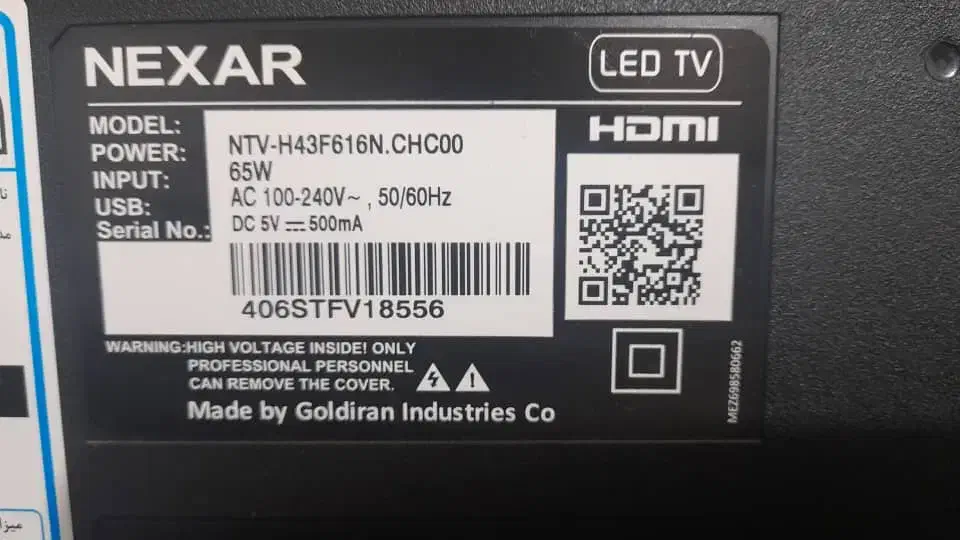 NEXAR
LED TV
HDMI
MODEL: NTV-H43F616N.CHC00
POWER: 65W
INPUT: AC 100-240V~ , 50/60Hz
USB: DC 5V ⎓ 500mA
Serial No.:
406STFV18556
WARNING:HIGH VOLTAGE INSIDE! ONLY
PROFESSIONAL PERSONNEL
CAN REMOVE THE COVER.
Made by Goldiran Industries Co
MEZ698580662